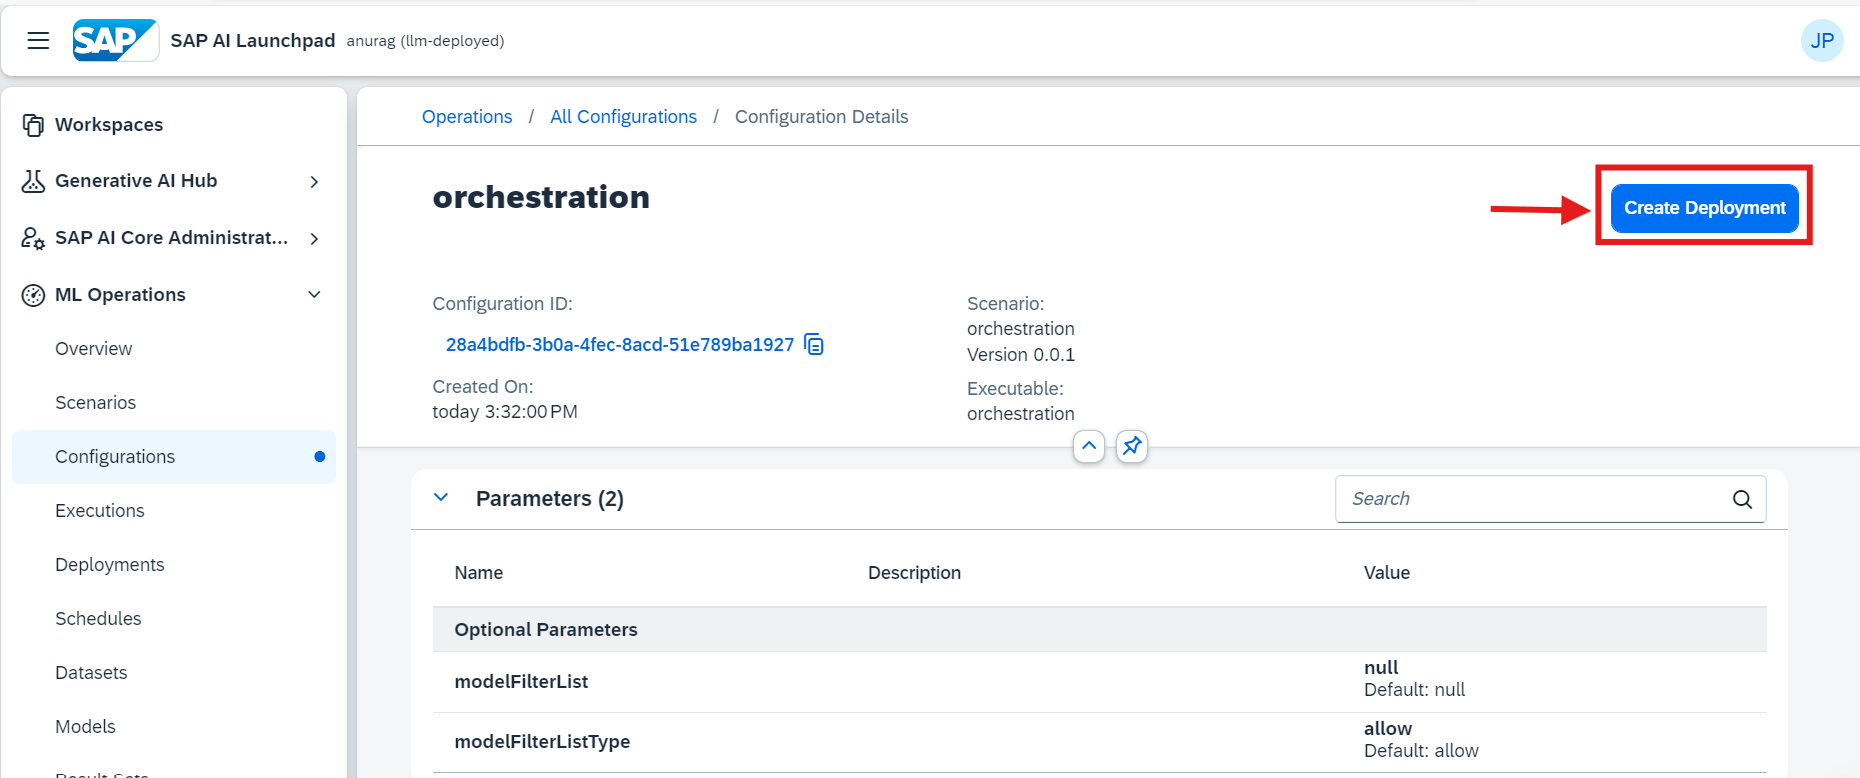 SAP SAP AI Launchpad anurag (llm-deployed) JP
Workspaces
Generative AI Hub
SAP AI Core Administrat...
ML Operations
Overview
Scenarios
Configurations
Executions
Deployments
Schedules
Datasets
Models
Result Sets
Operations / All Configurations / Configuration Details
orchestration
Create Deployment
Configuration ID:
28a4bdfb-3b0a-4fec-8acd-51e789ba1927
Created On:
today 3:32:00 PM
Scenario:
orchestration
Version 0.0.1
Executable:
orchestration
Parameters (2)
Search
Name Description Value
Optional Parameters
modelFilterList
null
Default: null
modelFilterListType
allow
Default: allow